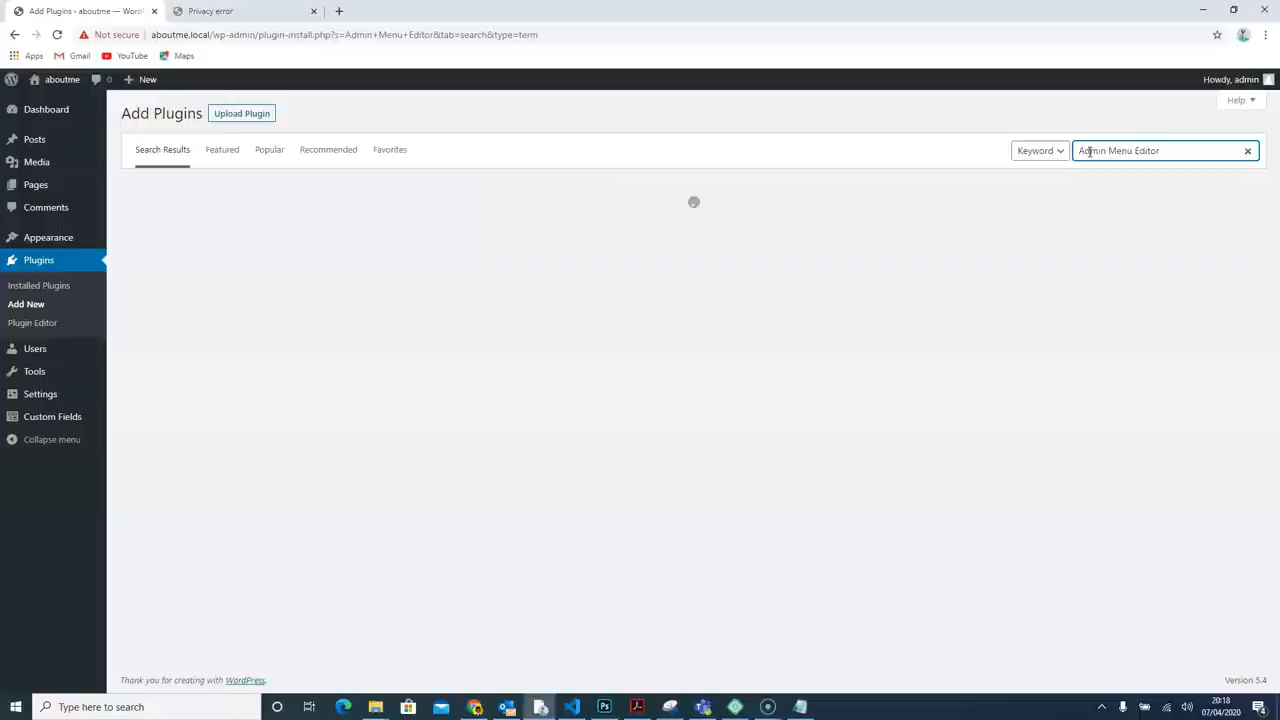 Add Plugins ‹ aboutme — WordP
Privacy error
Not secure
aboutme.local/wp-admin/plugin-install.php?s=Admin+Menu+Editor&tab=search&type=term
Apps
Gmail
YouTube
Maps
aboutme
0
New
Howdy, admin
Dashboard
Posts
Media
Pages
Comments
Appearance
Plugins
Installed Plugins
Add New
Plugin Editor
Users
Tools
Settings
Custom Fields
Collapse menu
Help
Add Plugins
Upload Plugin
Search Results
Featured
Popular
Recommended
Favorites
Keyword
Admin Menu Editor
Thank you for creating with WordPress.
Version 5.4
Type here to search
20:18
07/04/2020
4